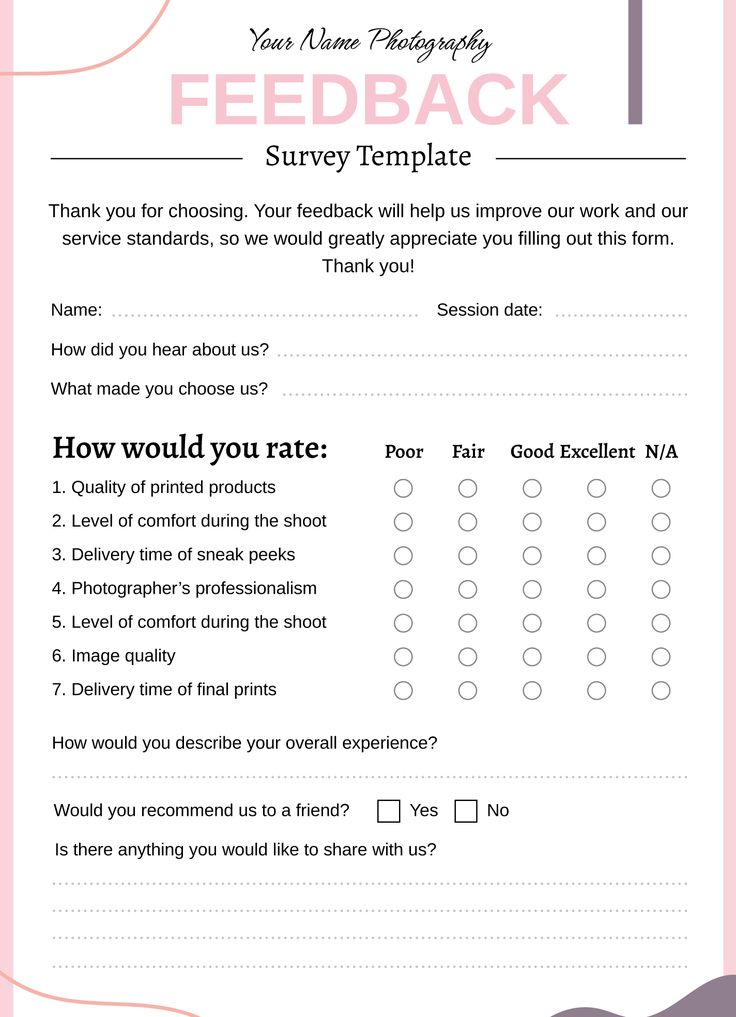 Your Name Photography
FEEDBACK
Survey Template
Thank you for choosing. Your feedback will help us improve our work and our
service standards, so we would greatly appreciate you filling out this form.
Thank you!
Name: Session date:
How did you hear about us?
What made you choose us?
How would you rate: Poor Fair Good Excellent N/A
1. Quality of printed products
2. Level of comfort during the shoot
3. Delivery time of sneak peeks
4. Photographer’s professionalism
5. Level of comfort during the shoot
6. Image quality
7. Delivery time of final prints
How would you describe your overall experience?
Would you recommend us to a friend? Yes No
Is there anything you would like to share with us?